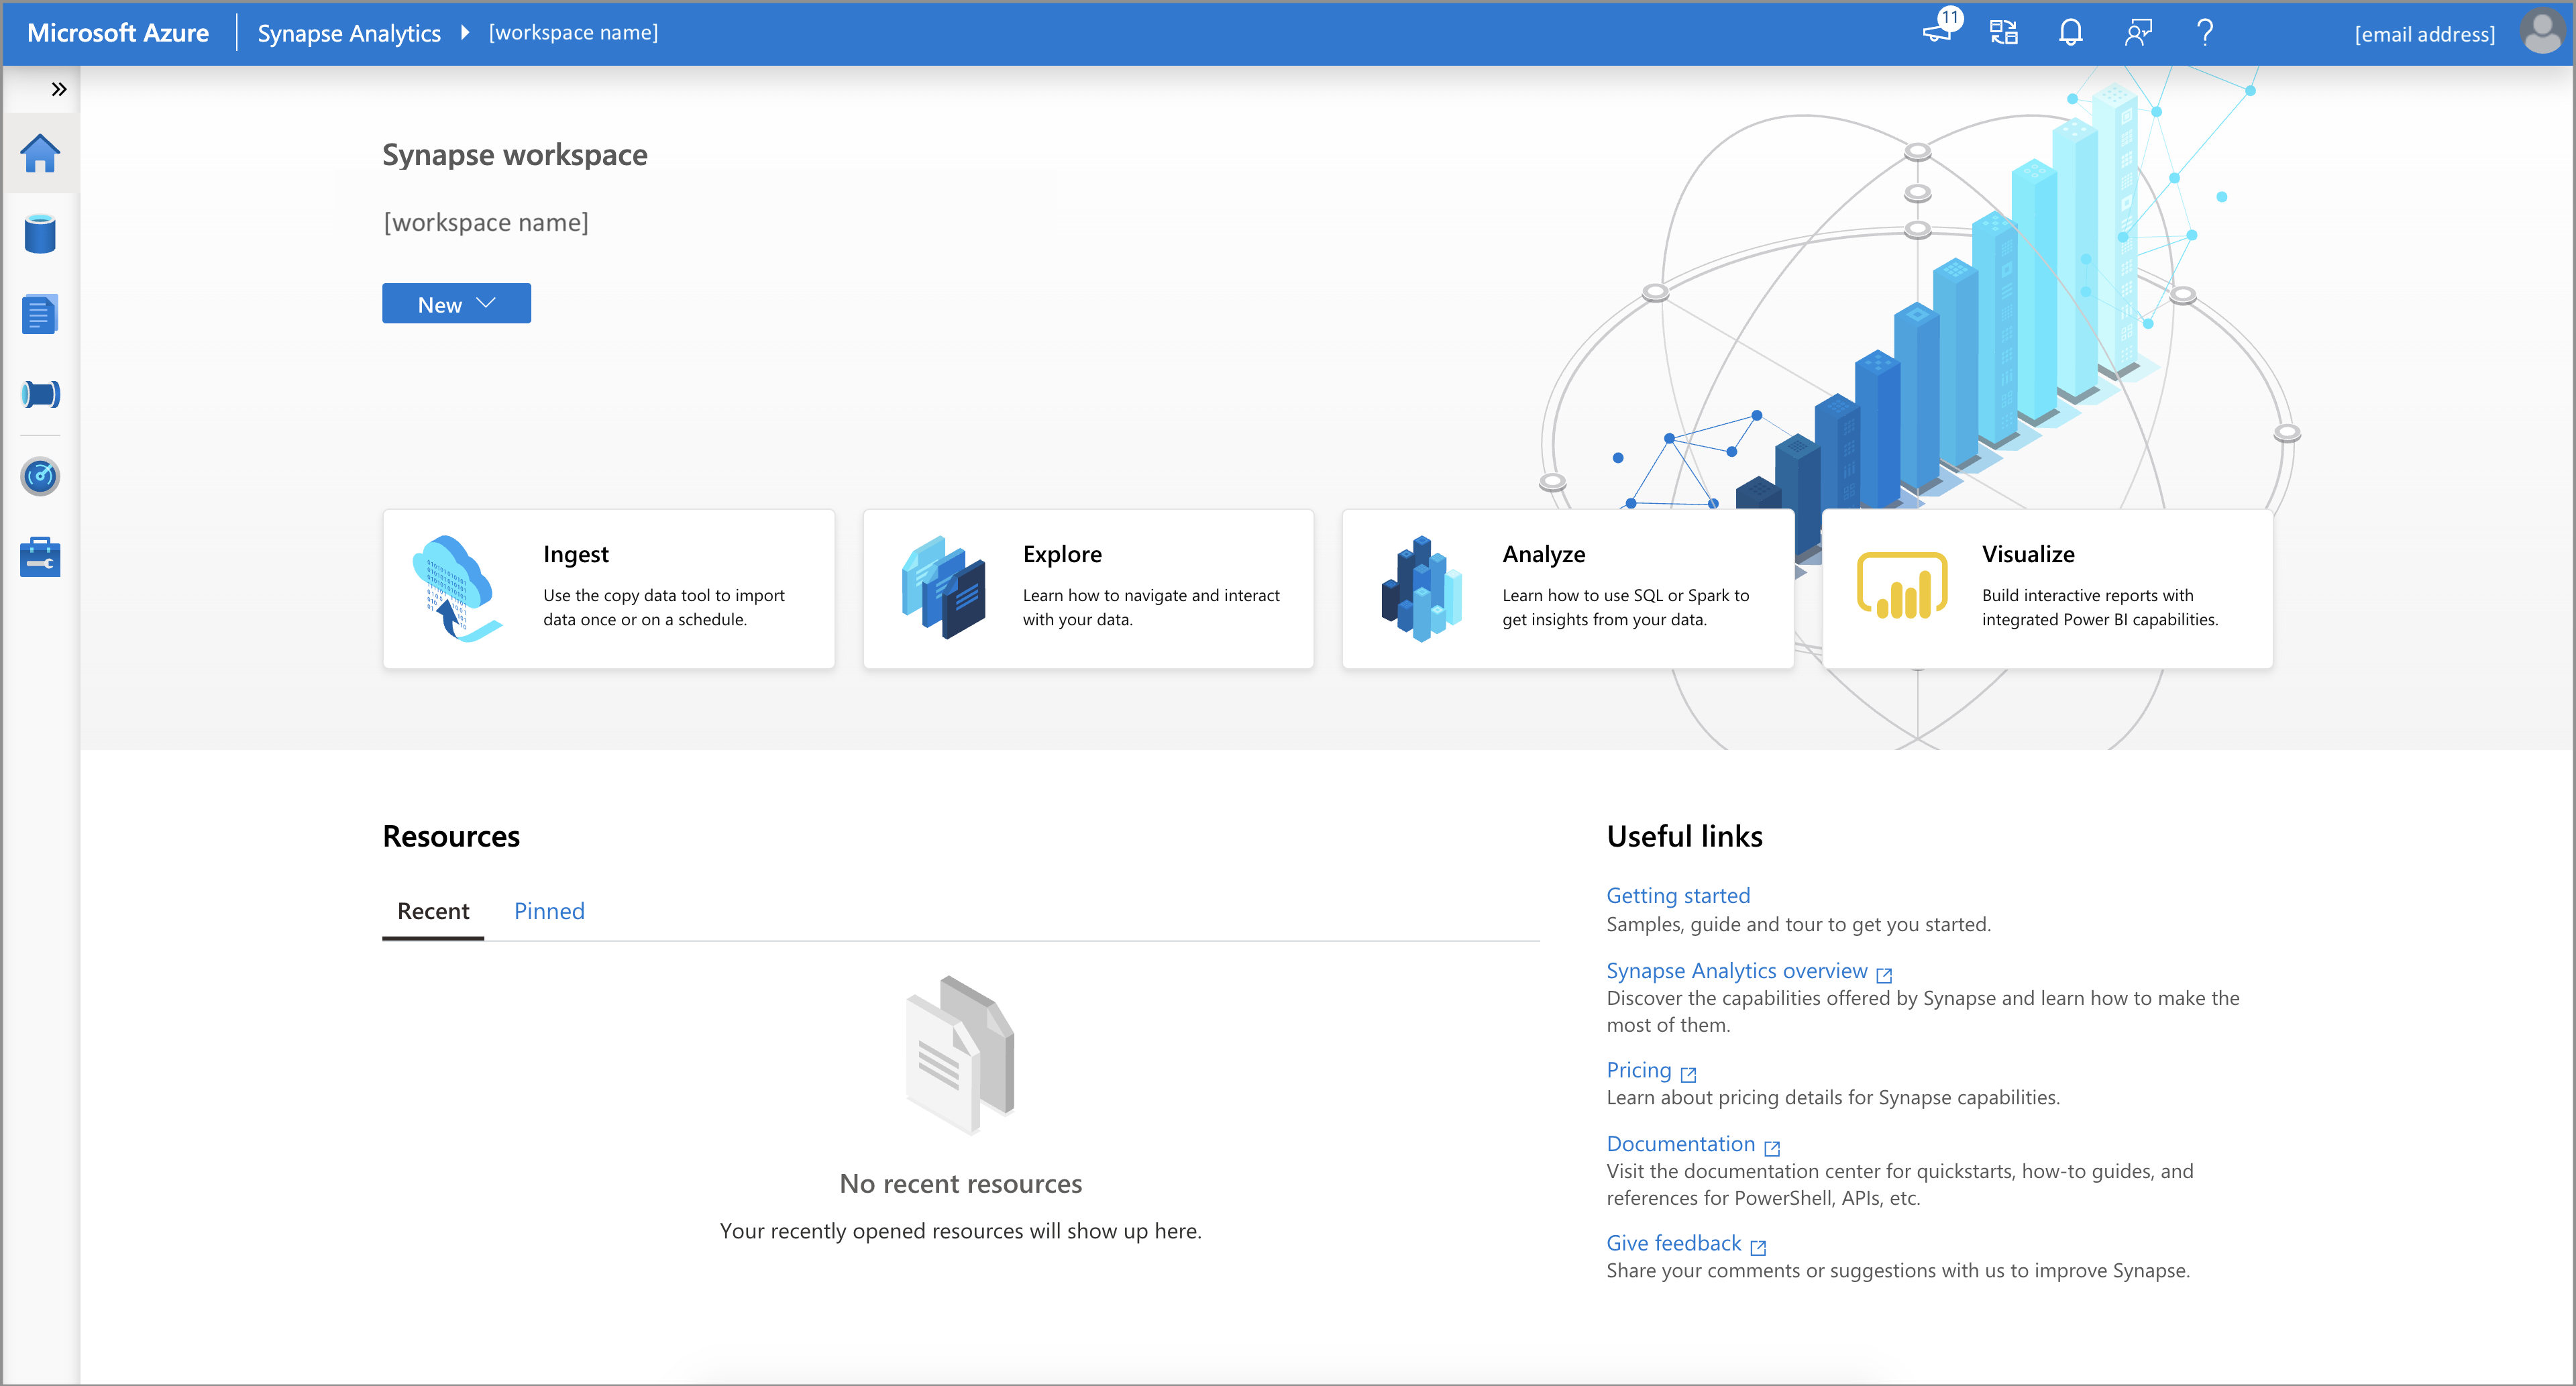 Microsoft Azure
Synapse Analytics
[workspace name]
11
[email address]
Synapse workspace
[workspace name]
New
Ingest
Use the copy data tool to import
data once or on a schedule.
Explore
Learn how to navigate and interact
with your data.
Analyze
Learn how to use SQL or Spark to
get insights from your data.
Visualize
Build interactive reports with
integrated Power BI capabilities.
Resources
Recent
Pinned
No recent resources
Your recently opened resources will show up here.
Useful links
Getting started
Samples, guide and tour to get you started.
Synapse Analytics overview
Discover the capabilities offered by Synapse and learn how to make the
most of them.
Pricing
Learn about pricing details for Synapse capabilities.
Documentation
Visit the documentation center for quickstarts, how-to guides, and
references for PowerShell, APIs, etc.
Give feedback
Share your comments or suggestions with us to improve Synapse.